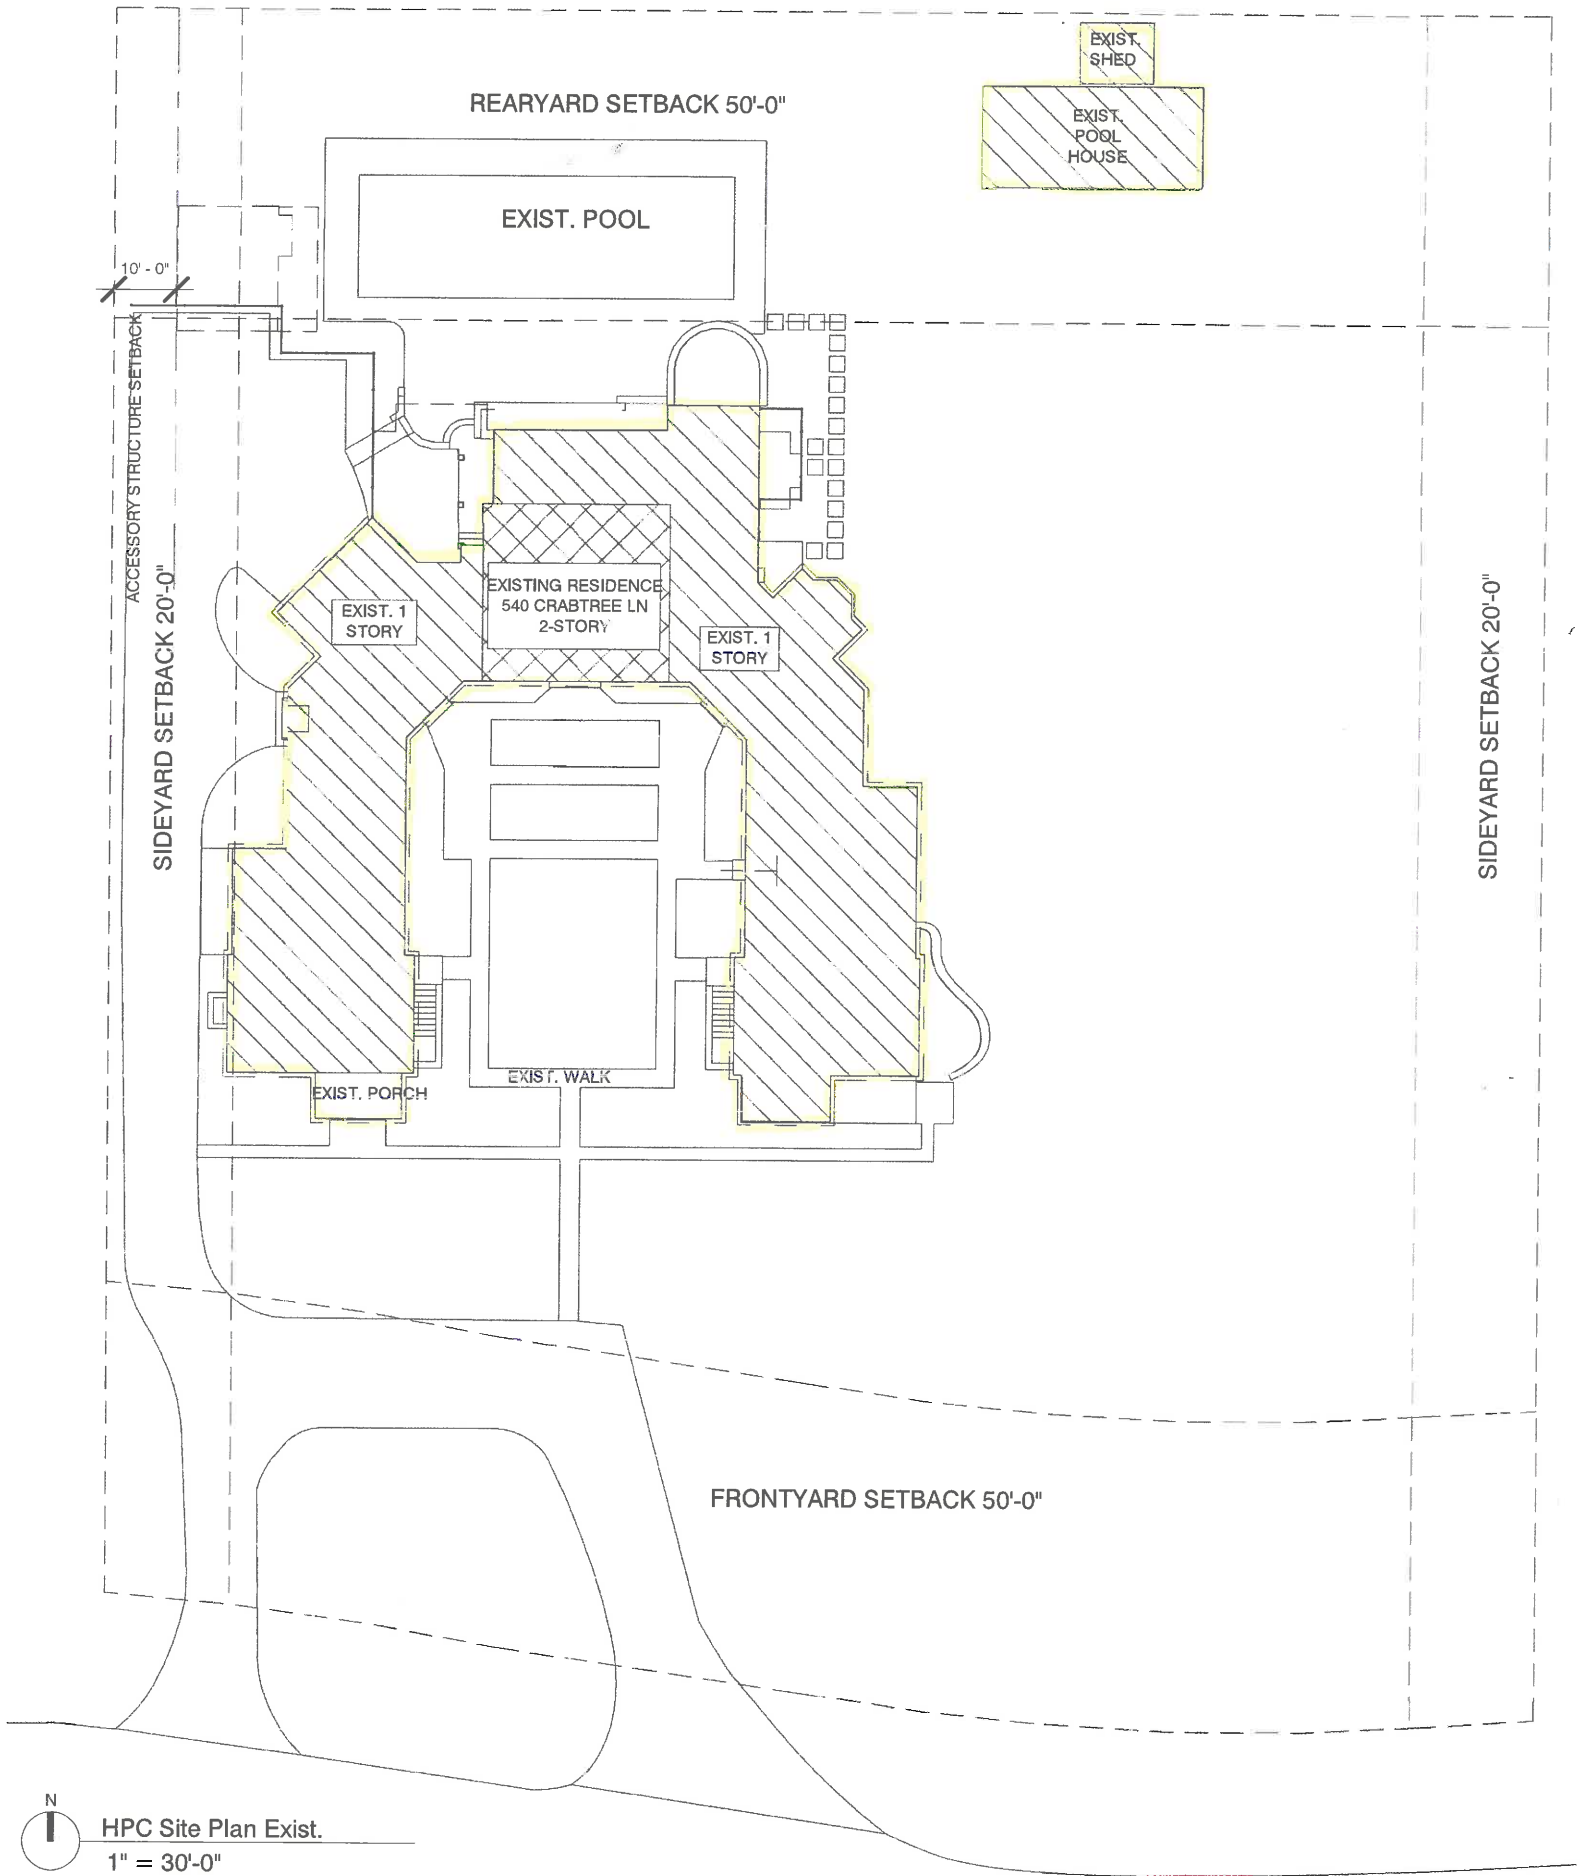 EXIST.
SHED
REARYARD SETBACK 50'-0"
EXIST.
POOL
HOUSE
EXIST. POOL
10' - 0"
ACCESSORY STRUCTURE SETBACK
SIDEYARD SETBACK 20'-0"
EXISTING RESIDENCE
540 CRABTREE LN
2-STORY
EXIST. 1
STORY
EXIST. 1
STORY
SIDEYARD SETBACK 20'-0"
EXIST. WALK
EXIST. PORCH
FRONTYARD SETBACK 50'-0"
N
HPC Site Plan Exist.
1" = 30'-0"